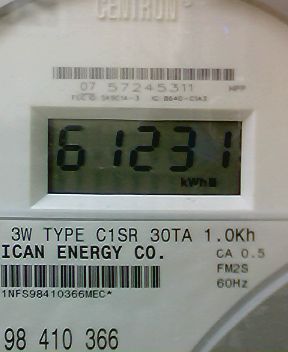 CENTRON®
07 57245311 MPP
61231
kWh
3W TYPE C1SR 30TA 1.0Kh
ICAN ENERGY CO.
CA 0.5
FM2S
60Hz
1NFS98410366MEC*
98 410 366